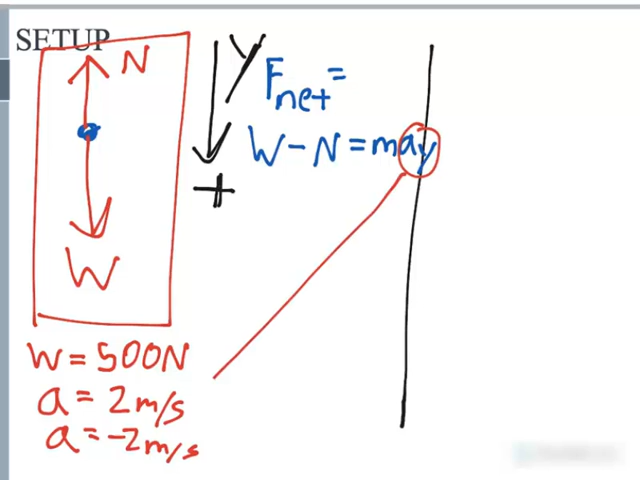 SETUP
N
W
y
+
Fnet =
W - N = may
W = 500N
a = 2m/s
a = -2m/s